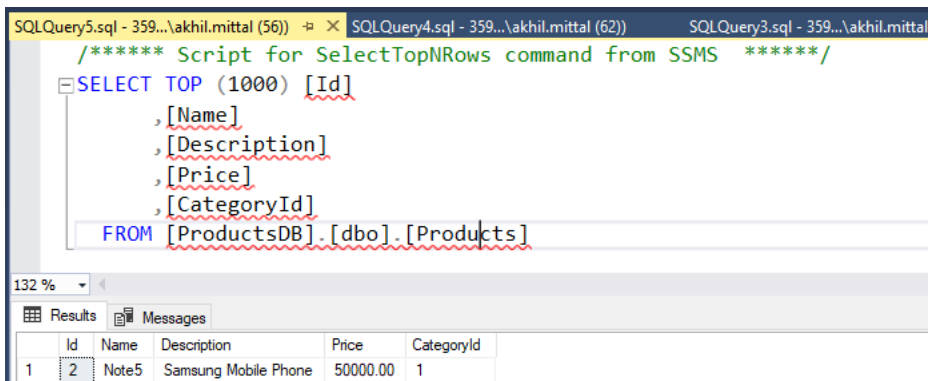 SQLQuery5.sql - 359...\akhil.mittal (56)) SQLQuery4.sql - 359...\akhil.mittal (62)) SQLQuery3.sql - 359...\akhil.mittal
/****** Script for SelectTopNRows command from SSMS ******/
SELECT TOP (1000) [Id]
,[Name]
,[Description]
,[Price]
,[CategoryId]
FROM [ProductsDB].[dbo].[Products]
132 %
Results Messages
Id Name Description Price CategoryId
1 2 Note5 Samsung Mobile Phone 50000.00 1